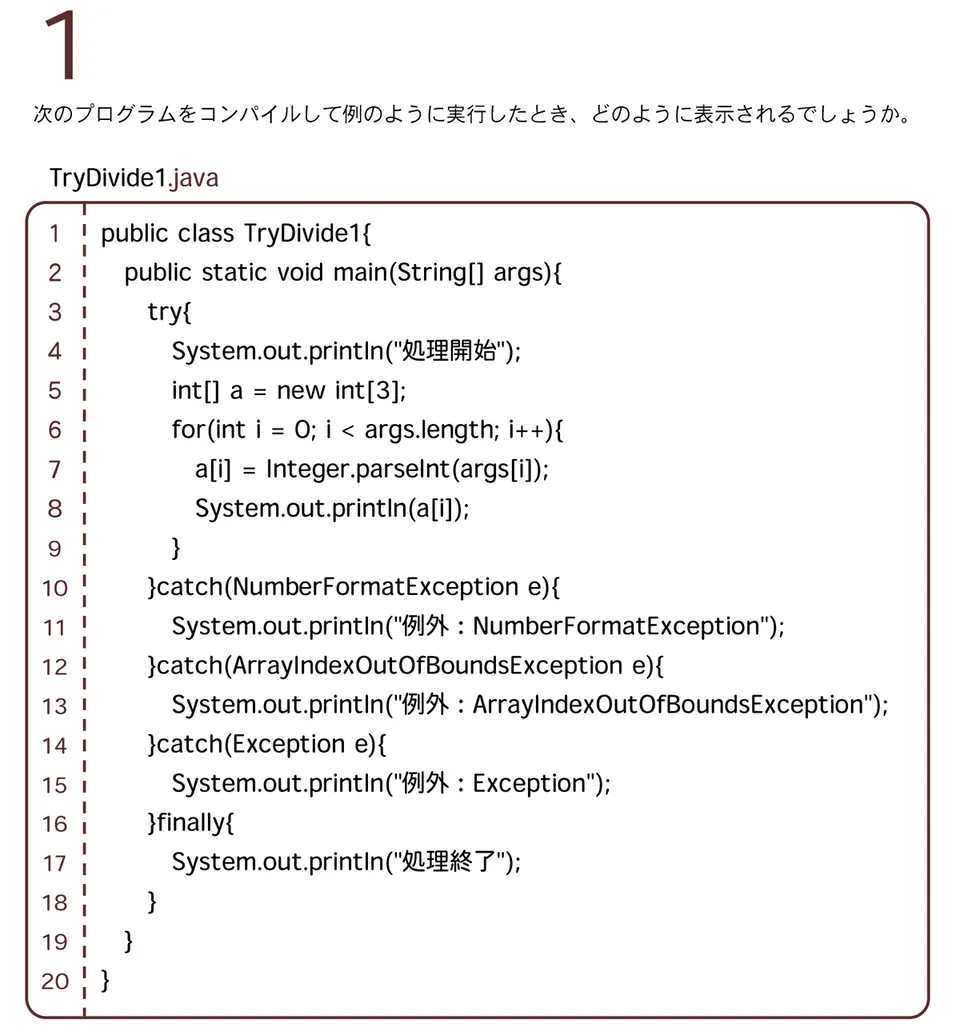 1
次のプログラムをコンパイルして例のように実行したとき、どのように表示されるでしょうか。
TryDivide1.java
1 public class TryDivide1{
2 public static void main(String[] args){
3 try{
4 System.out.println("処理開始");
5 int[] a = new int[3];
6 for(int i = 0; i < args.length; i++){
7 a[i] = Integer.parseInt(args[i]);
8 System.out.println(a[i]);
9 }
10 }catch(NumberFormatException e){
11 System.out.println("例外：NumberFormatException");
12 }catch(ArrayIndexOutOfBoundsException e){
13 System.out.println("例外：ArrayIndexOutOfBoundsException");
14 }catch(Exception e){
15 System.out.println("例外：Exception");
16 }finally{
17 System.out.println("処理終了");
18 }
19 }
20 }